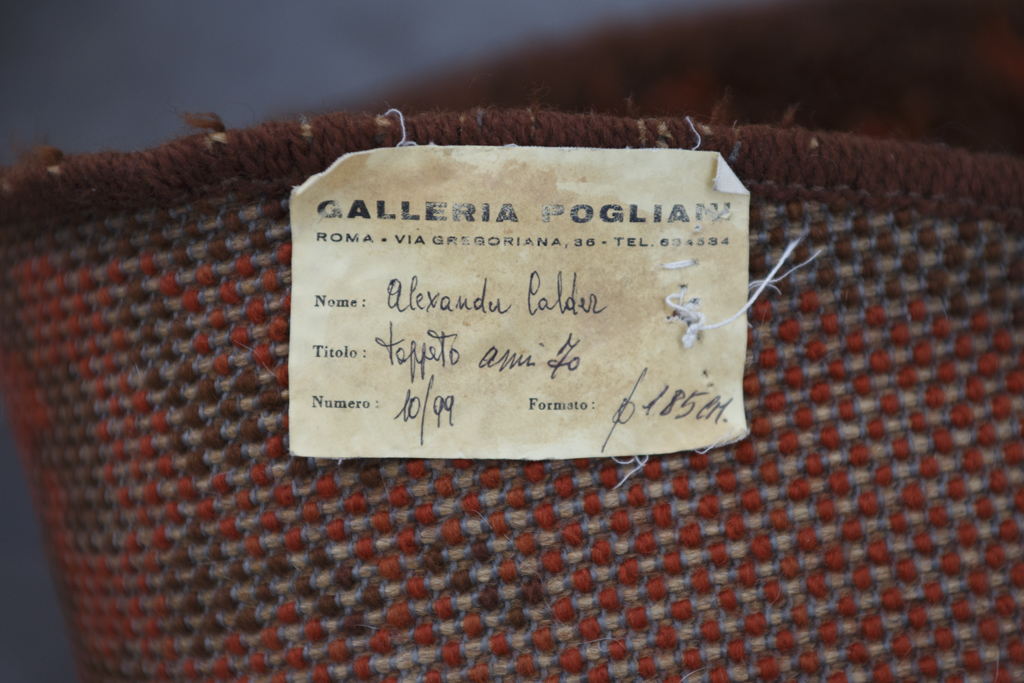 GALLERIA POGLIANI
ROMA - VIA GREGORIANA, 36 - TEL. 684534
Nome: Alexander Calder
Titolo: tappeto anni 70
Numero: 10/99 Formato: ϕ 185 cm.